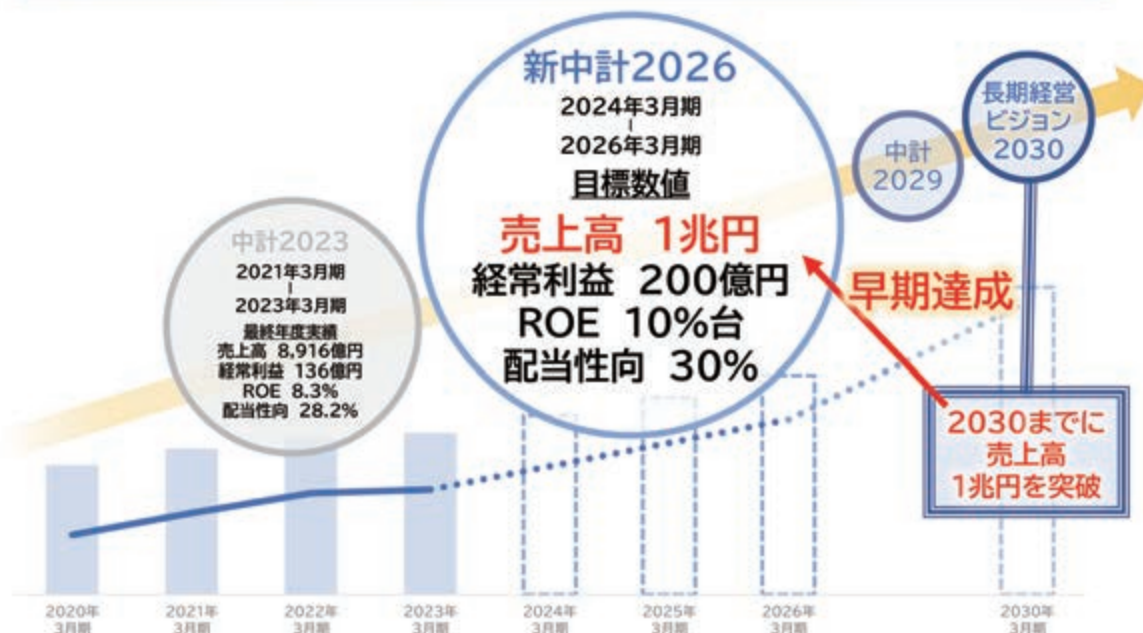 新中計2026
2024年3月期
|
2026年3月期
目標数値
売上高 1兆円
経常利益 200億円
ROE 10%台
配当性向 30%
中計2023
2021年3月期
|
2023年3月期
最終年度実績
売上高 8,916億円
経常利益 136億円
ROE 8.3%
配当性向 28.2%
中計
2029
長期経営
ビジョン
2030
早期達成
2030までに
売上高
1兆円を突破
2020年
3月期
2021年
3月期
2022年
3月期
2023年
3月期
2024年
3月期
2025年
3月期
2026年
3月期
2030年
3月期